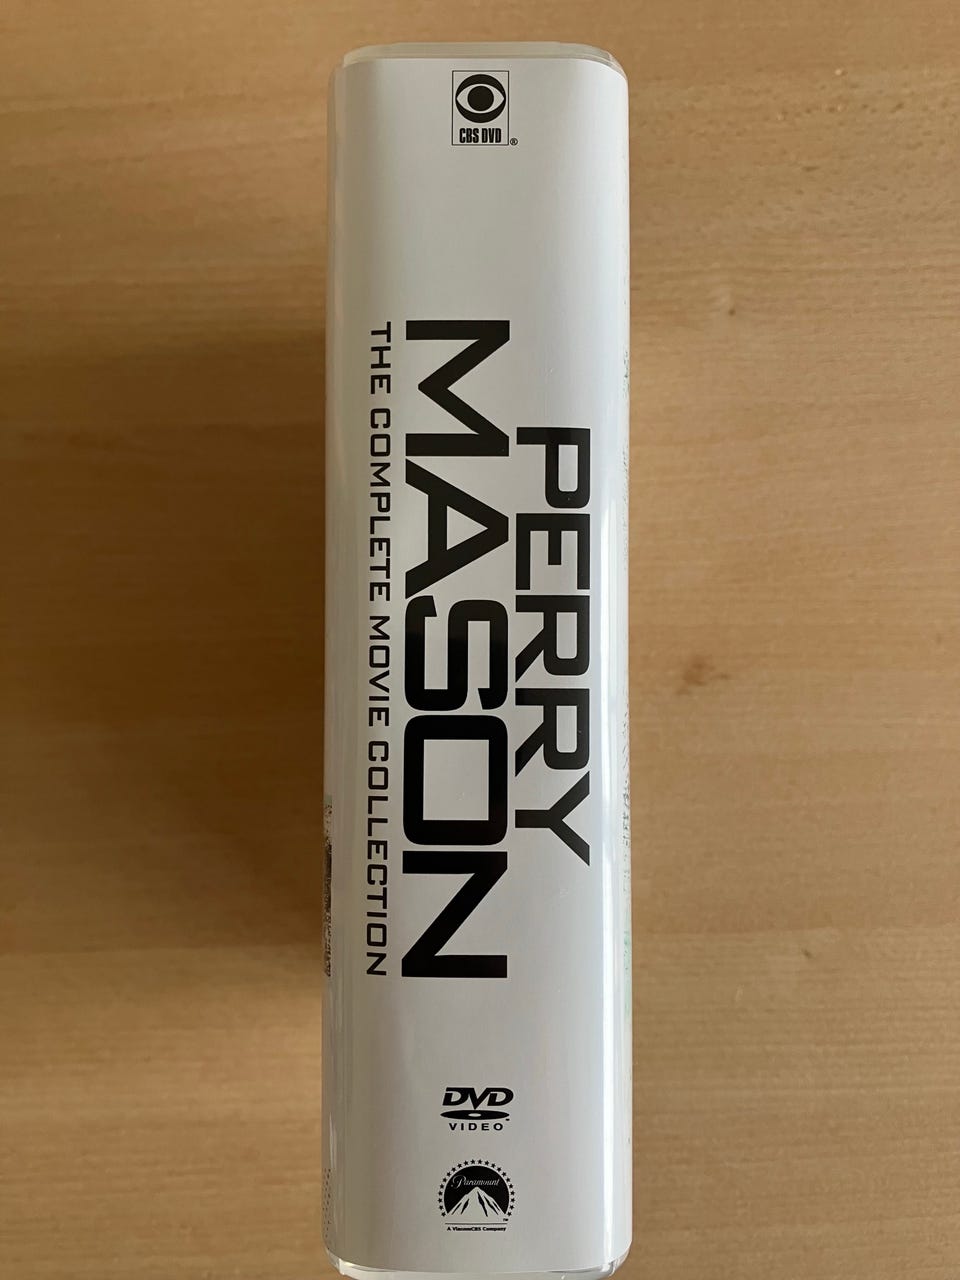 CBS DVD®
PERRY
MASON
THE COMPLETE MOVIE COLLECTION
DVD
VIDEO
Paramount
A ViacomCBS Company